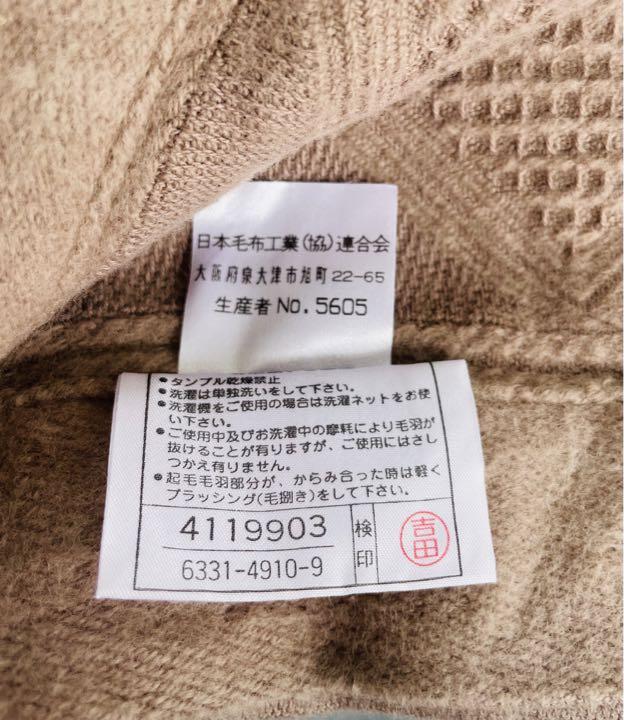 日本毛布工業(協)連合会
大阪府泉大津市旭町22-65
生産者No.5605
●タンブル乾燥禁止
●洗濯は単独洗いをして下さい。
●洗濯機をご使用の場合は洗濯ネットをお使
い下さい。
●ご使用中及びお洗濯中の摩耗により毛羽が
抜けることが有りますが、ご使用にはさし
つかえ有りません。
●起毛毛羽部分が、からみ合った時は軽く
ブラッシング(毛捌き)をして下さい。
4119903
6331-4910-9
検印
吉田